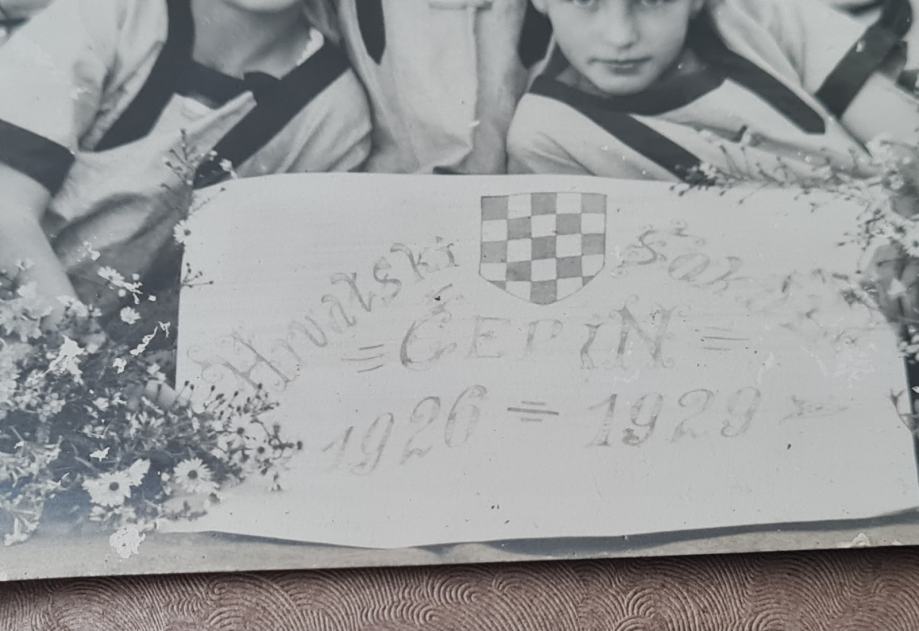 Hrvatski
= ČEPIN =
1926 = 1929